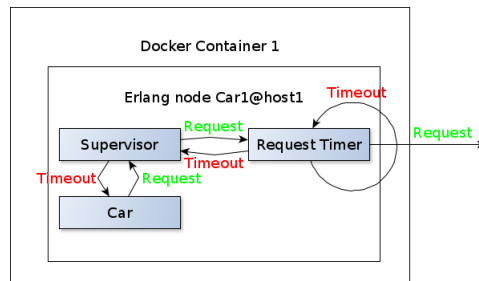 Docker Container 1
Erlang node Car1@host1
Timeout
Request
Request
Supervisor
Request Timer
Timeout
Timeout
Request
Car